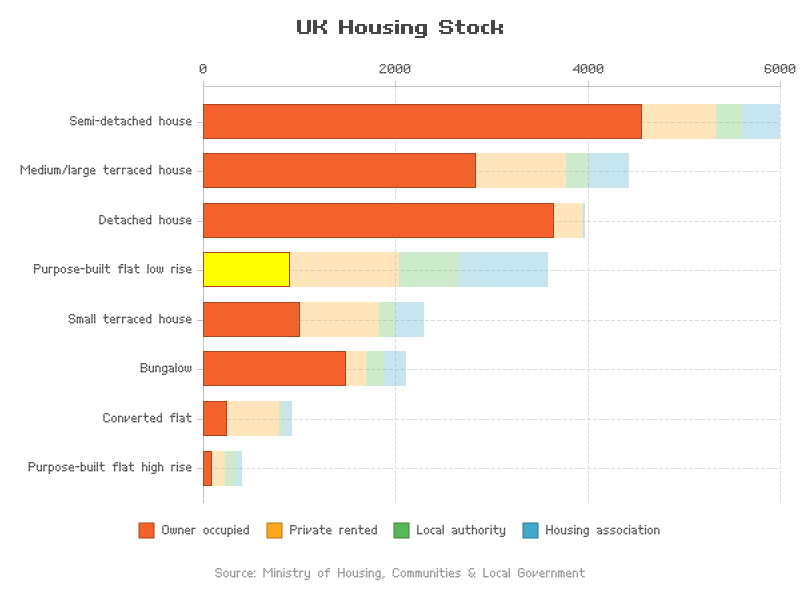 UK Housing Stock
0 2000 4000 6000
Semi-detached house
Medium/large terraced house
Detached house
Purpose-built flat low rise
Small terraced house
Bungalow
Converted flat
Purpose-built flat high rise
Owner occupied Private rented Local authority Housing association
Source: Ministry of Housing, Communities & Local Government